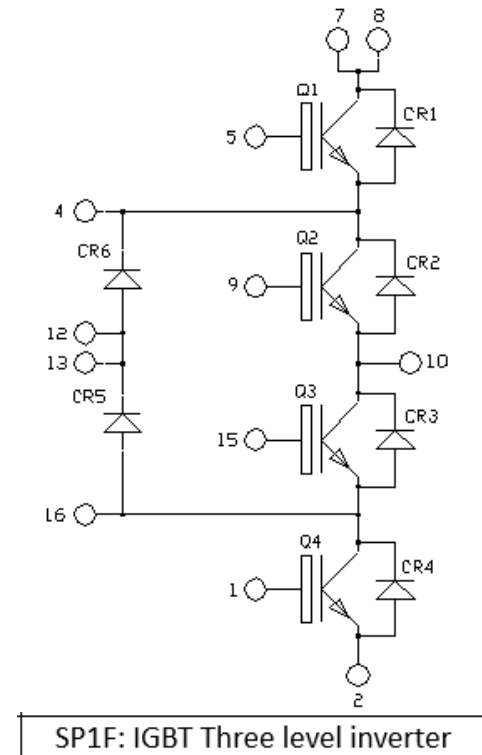 7 8
Q1
CR1
5
4
CR6
Q2
CR2
9
12
13
10
CR5
Q3
CR3
15
16
Q4
CR4
1
2
SP1F: IGBT Three level inverter